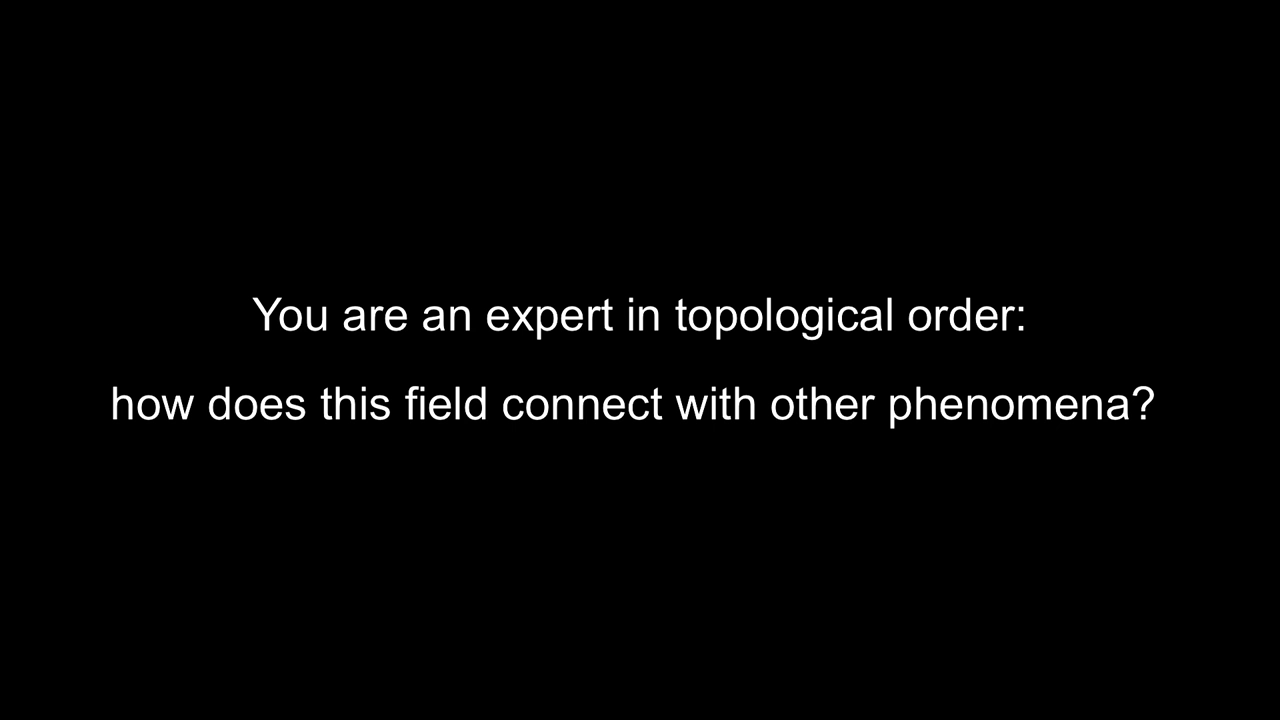 You are an expert in topological order:
how does this field connect with other phenomena?